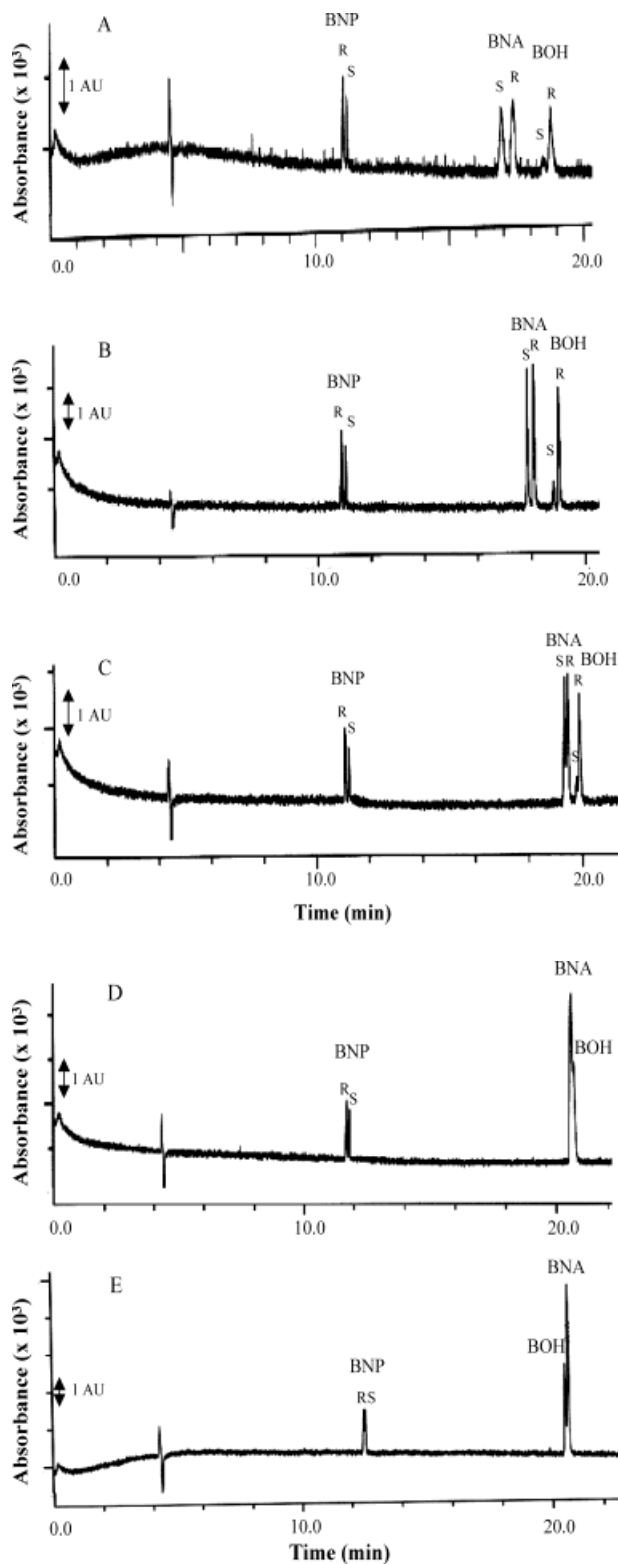 A
BNP
R
S
BNA
S
R
BOH
S
R
1 AU
Absorbance (x 10³)
0.0
10.0
20.0
B
BNP
R
S
BNA
S
R
BOH
S
R
1 AU
Absorbance (x 10³)
0.0
10.0
20.0
C
BNP
R
S
BNA
S R
BOH
S
R
1 AU
Absorbance (x 10³)
0.0
10.0
20.0
Time (min)
D
BNP
R
S
BNA
BOH
1 AU
Absorbance (x 10³)
0.0
10.0
20.0
E
BNP
RS
BNA
BOH
1 AU
Absorbance (x 10³)
0.0
10.0
20.0
Time (min)